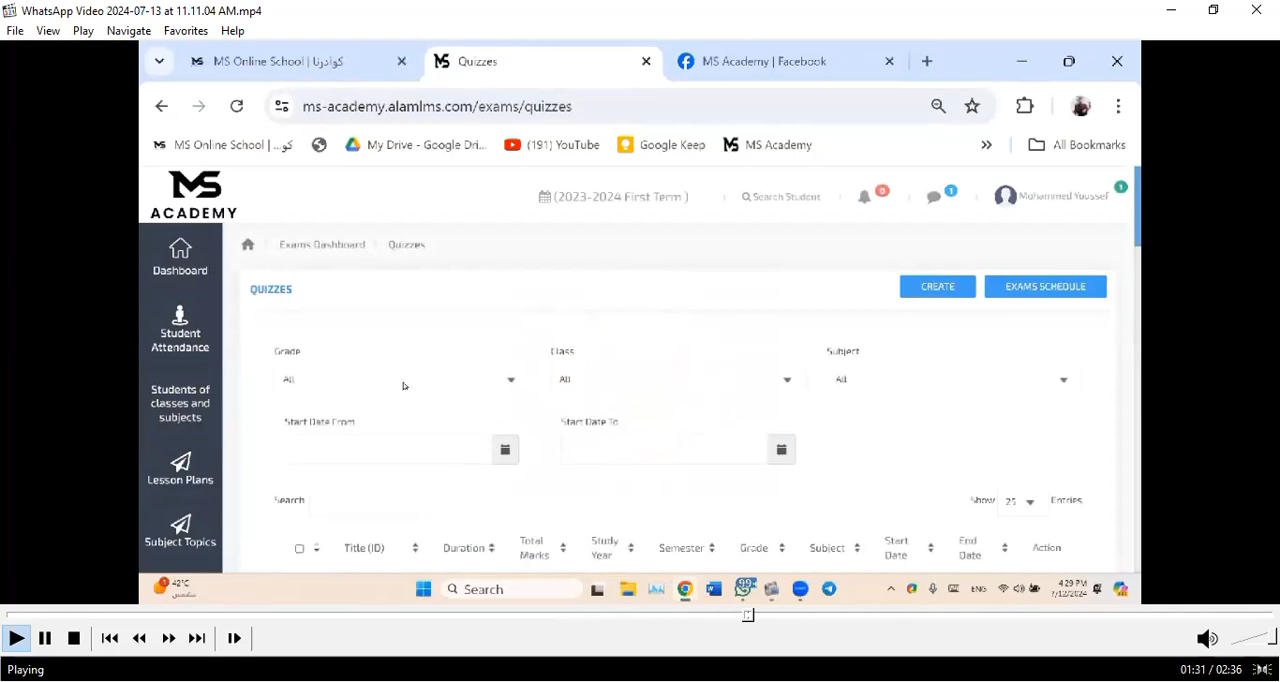 WhatsApp Video 2024-07-13 at 11.11.04 AM.mp4
File View Play Navigate Favorites Help
MS Online School | كوادرنا
Quizzes
MS Academy | Facebook
ms-academy.alamlms.com/exams/quizzes
MS Online School | ...كو
My Drive - Google Dri...
(191) YouTube
Google Keep
MS Academy
All Bookmarks
MS
ACADEMY
(2023-2024 First Term )
Search Student
0
1
Mohammed Youssef
1
Dashboard
Student
Attendance
Students of
classes and
subjects
Lesson Plans
Subject Topics
Exams Dashboard
Quizzes
QUIZZES
CREATE
EXAMS SCHEDULE
Grade
Class
Subject
All
All
All
Start Date From
Start Date To
Search
Show 25 Entries
Title (ID)
Duration
Total
Marks
Study
Year
Semester
Grade
Subject
Start
Date
End
Date
Action
1
42°C
Search
99+
ENG
4:29 PM
7/12/2024
Playing
01:31 / 02:36